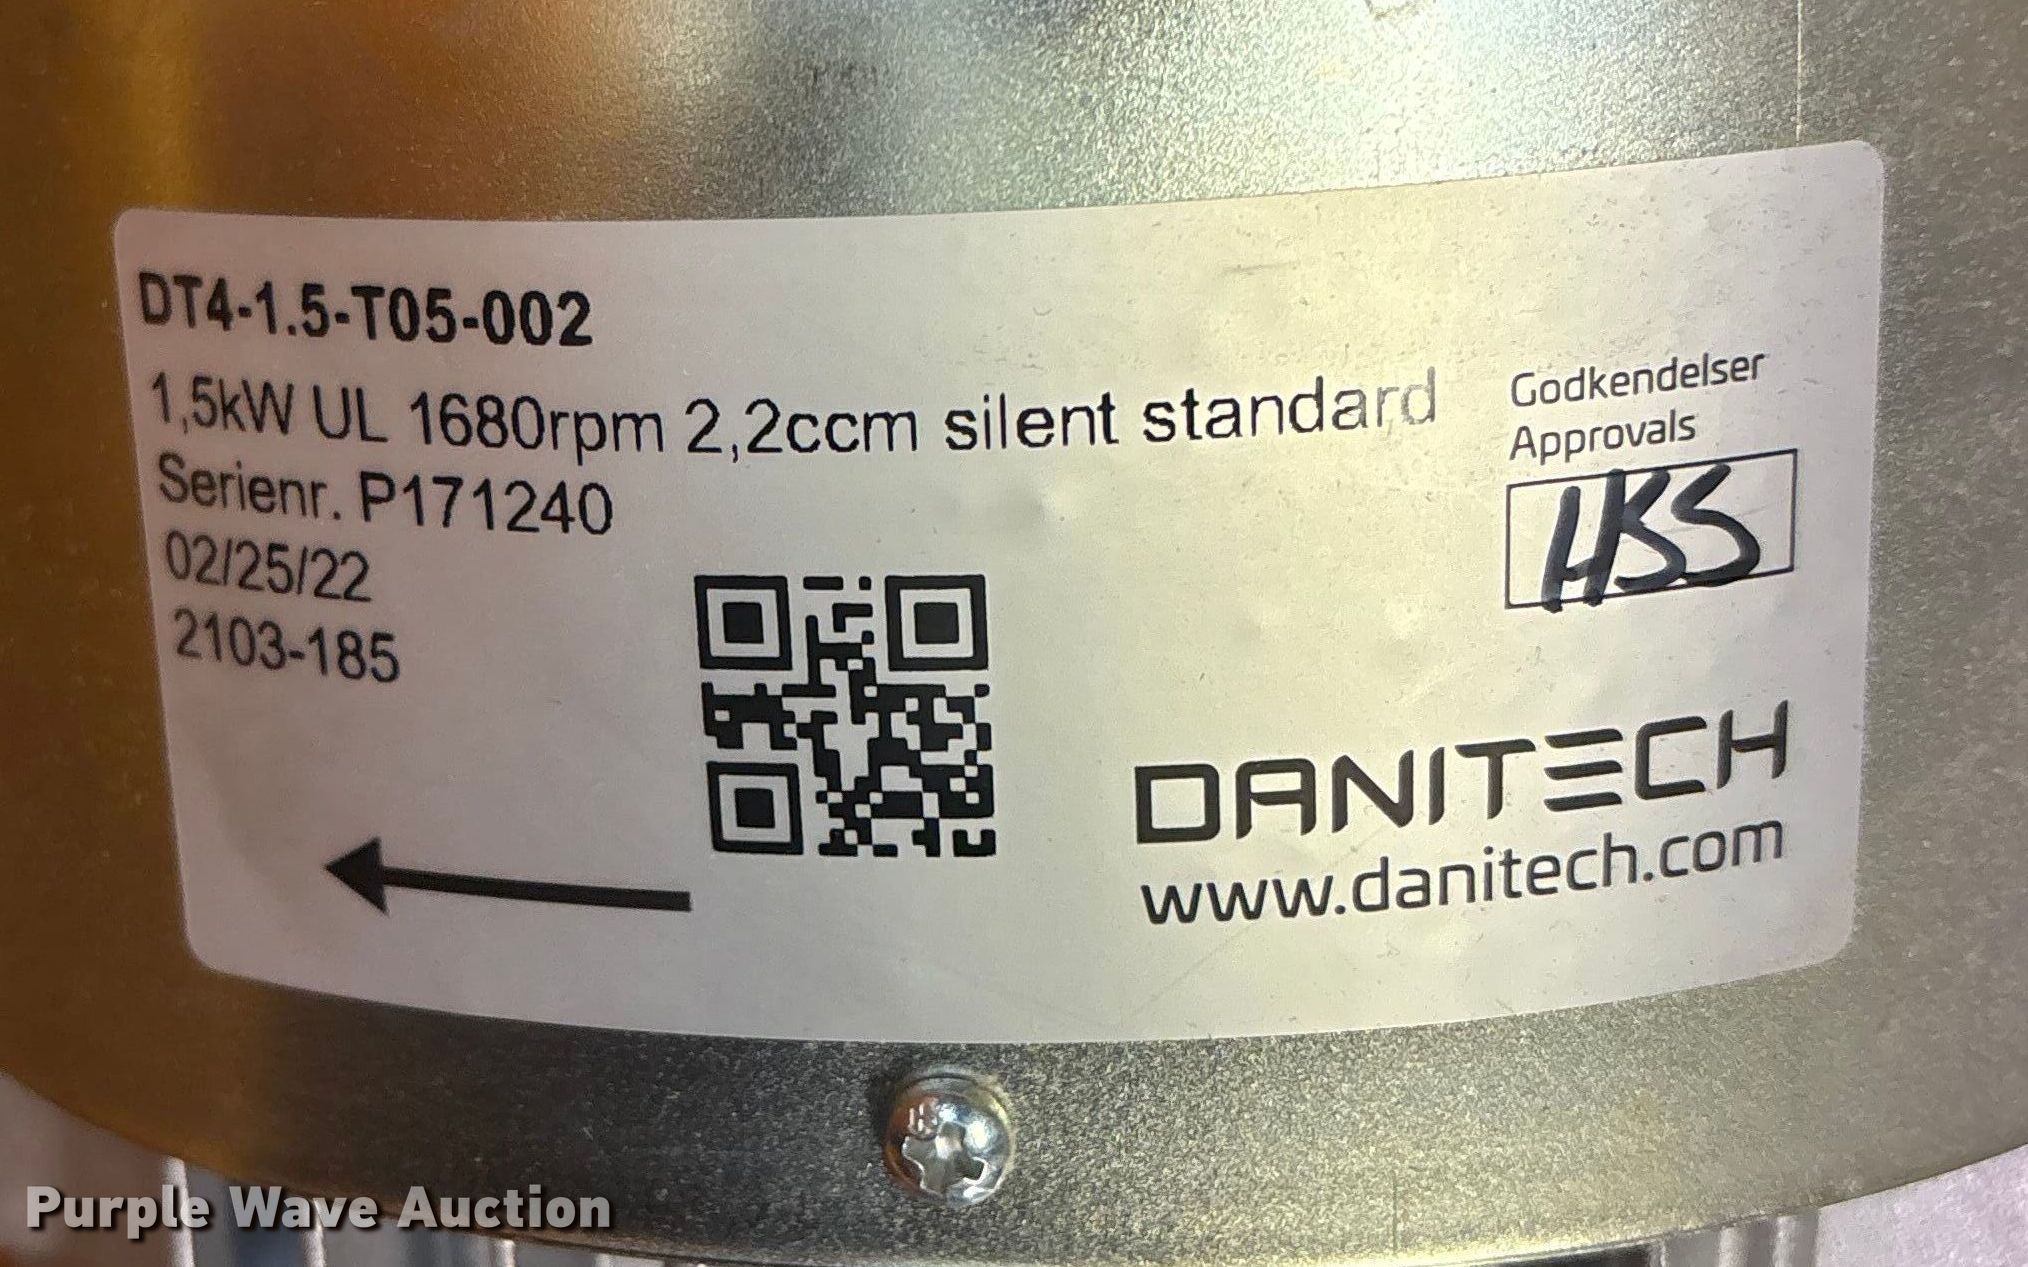 DT4-1.5-T05-002
1,5kW UL 1680rpm 2,2ccm silent standard
Serienr. P171240
02/25/22
2103-185
Godkendelser
Approvals
DANITECH
www.danitech.com
Purple Wave Auction